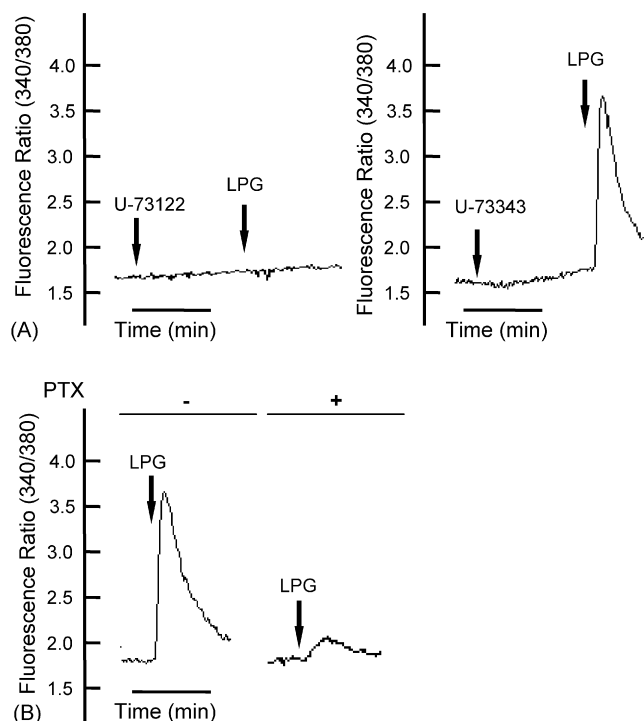 Fluorescence Ratio (340/380)
4.0
3.5
3.0
2.5
2.0
1.5
U-73122
LPG
Time (min)
(A)
Fluorescence Ratio (340/380)
4.0
3.5
3.0
2.5
2.0
1.5
U-73343
LPG
Time (min)
PTX
-
+
Fluorescence Ratio (340/380)
4.0
3.5
3.0
2.5
2.0
1.5
LPG
LPG
Time (min)
(B)